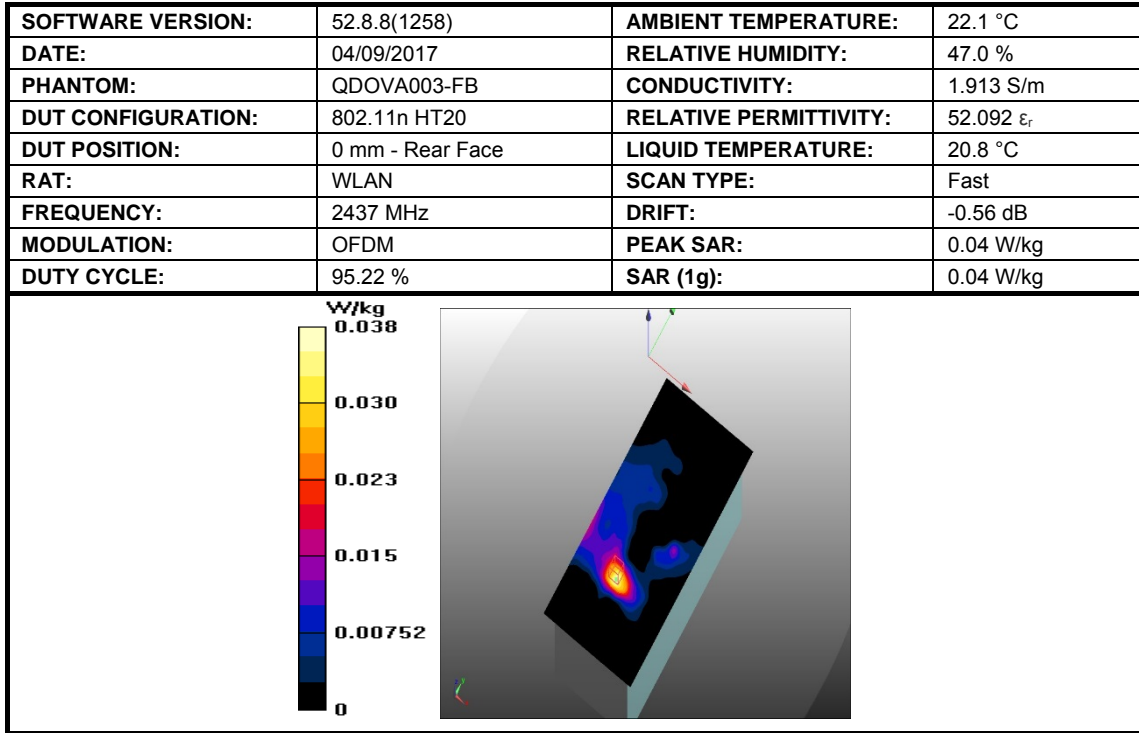 SOFTWARE VERSION: 52.8.8(1258) AMBIENT TEMPERATURE: 22.1 °C
DATE: 04/09/2017 RELATIVE HUMIDITY: 47.0 %
PHANTOM: QDOVA003-FB CONDUCTIVITY: 1.913 S/m
DUT CONFIGURATION: 802.11n HT20 RELATIVE PERMITTIVITY: 52.092 εr
DUT POSITION: 0 mm - Rear Face LIQUID TEMPERATURE: 20.8 °C
RAT: WLAN SCAN TYPE: Fast
FREQUENCY: 2437 MHz DRIFT: -0.56 dB
MODULATION: OFDM PEAK SAR: 0.04 W/kg
DUTY CYCLE: 95.22 % SAR (1g): 0.04 W/kg
W/kg
0.038
0.030
0.023
0.015
0.00752
0